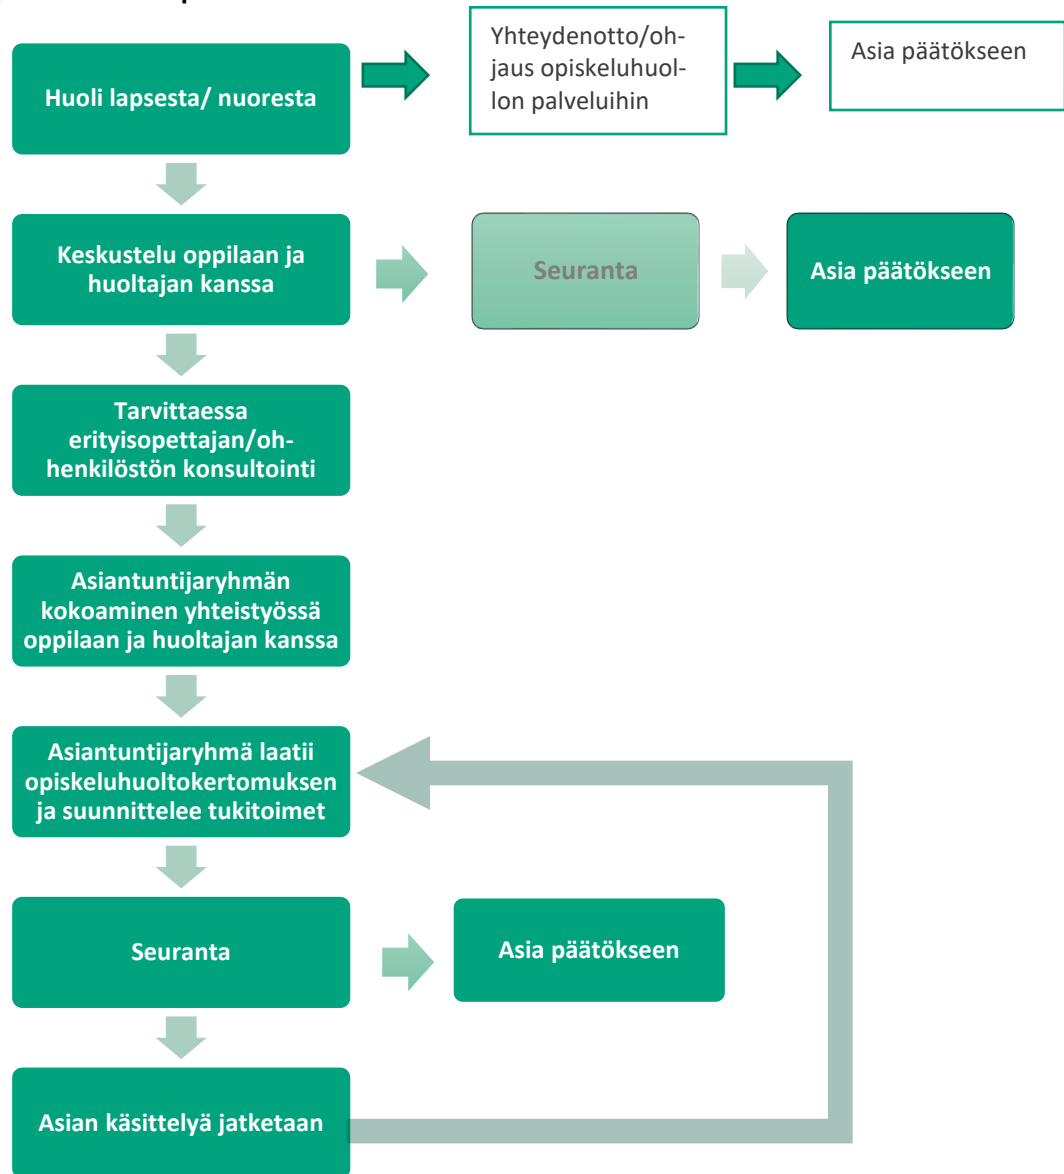 Huoli lapsesta/ nuoresta
Yhteydenotto/oh-
jaus opiskeluhuol-
lon palveluihin
Asia päätökseen
Keskustelu oppilaan ja
huoltajan kanssa
Seuranta
Asia päätökseen
Tarvittaessa
erityisopettajan/oh-
henkilöstön konsultointi
Asiantuntijaryhmän
kokoaminen yhteistyössä
oppilaan ja huoltajan kanssa
Asiantuntijaryhmä laatii
opiskeluhuoltokertomuksen
ja suunnittelee tukitoimet
Seuranta
Asia päätökseen
Asian käsittelyä jatketaan